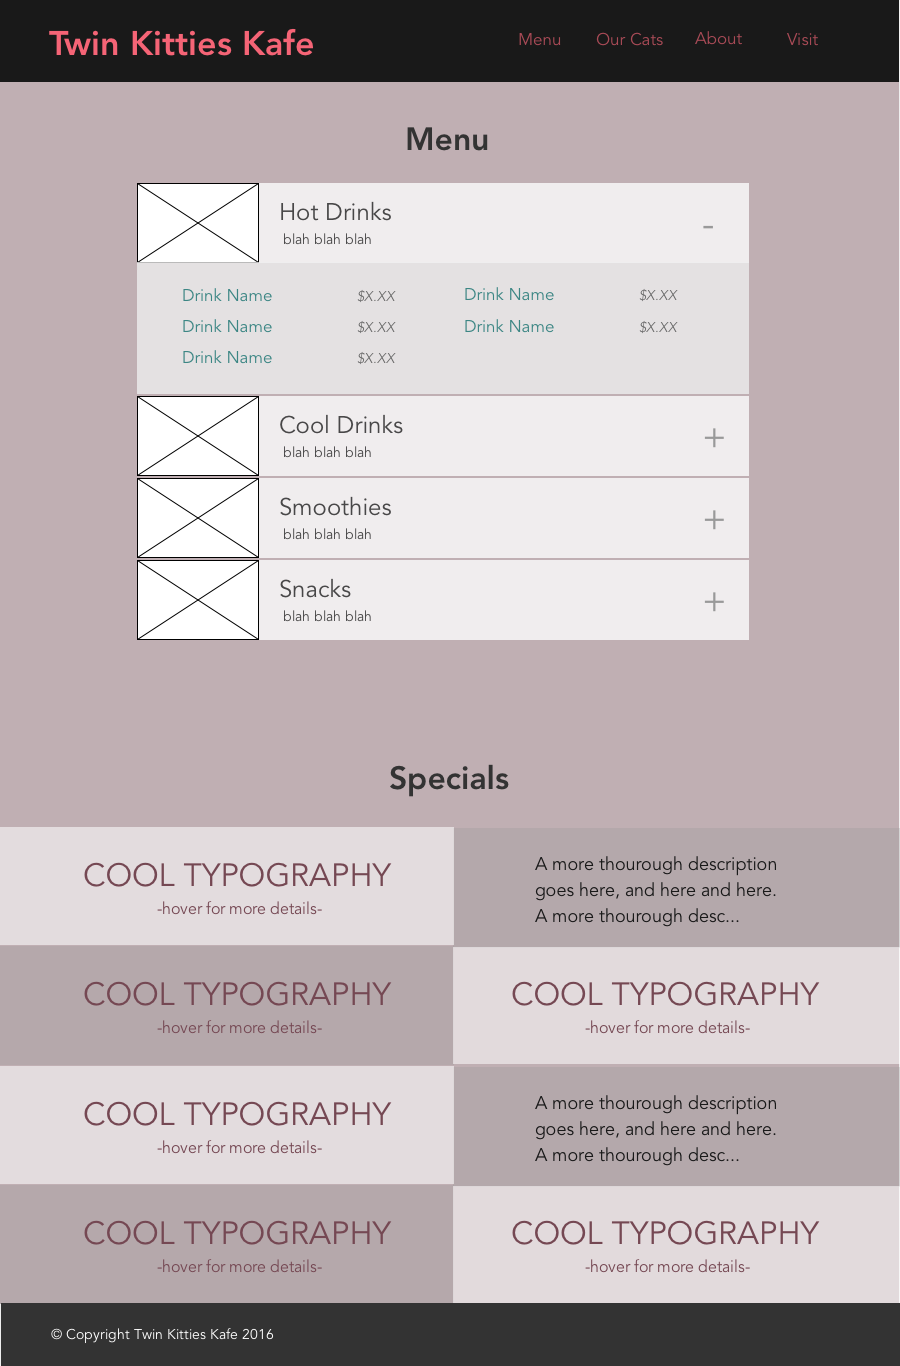 Twin Kitties Kafe
Menu Our Cats About Visit
Menu
Hot Drinks
blah blah blah
-
Drink Name $X.XX Drink Name $X.XX
Drink Name $X.XX Drink Name $X.XX
Drink Name $X.XX
Cool Drinks
blah blah blah
+
Smoothies
blah blah blah
+
Snacks
blah blah blah
+
Specials
COOL TYPOGRAPHY
-hover for more details-
A more thourough description
goes here, and here and here.
A more thourough desc...
COOL TYPOGRAPHY
-hover for more details-
COOL TYPOGRAPHY
-hover for more details-
COOL TYPOGRAPHY
-hover for more details-
A more thourough description
goes here, and here and here.
A more thourough desc...
COOL TYPOGRAPHY
-hover for more details-
COOL TYPOGRAPHY
-hover for more details-
© Copyright Twin Kitties Kafe 2016